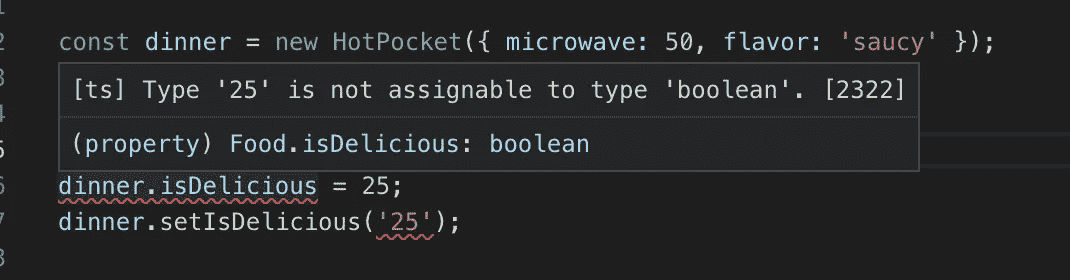 2 const dinner = new HotPocket({ microwave: 50, flavor: 'saucy' });
3
[ts] Type '25' is not assignable to type 'boolean'. [2322]
4
(property) Food.isDelicious: boolean
5
6 dinner.isDelicious = 25;
7 dinner.setIsDelicious('25');
8